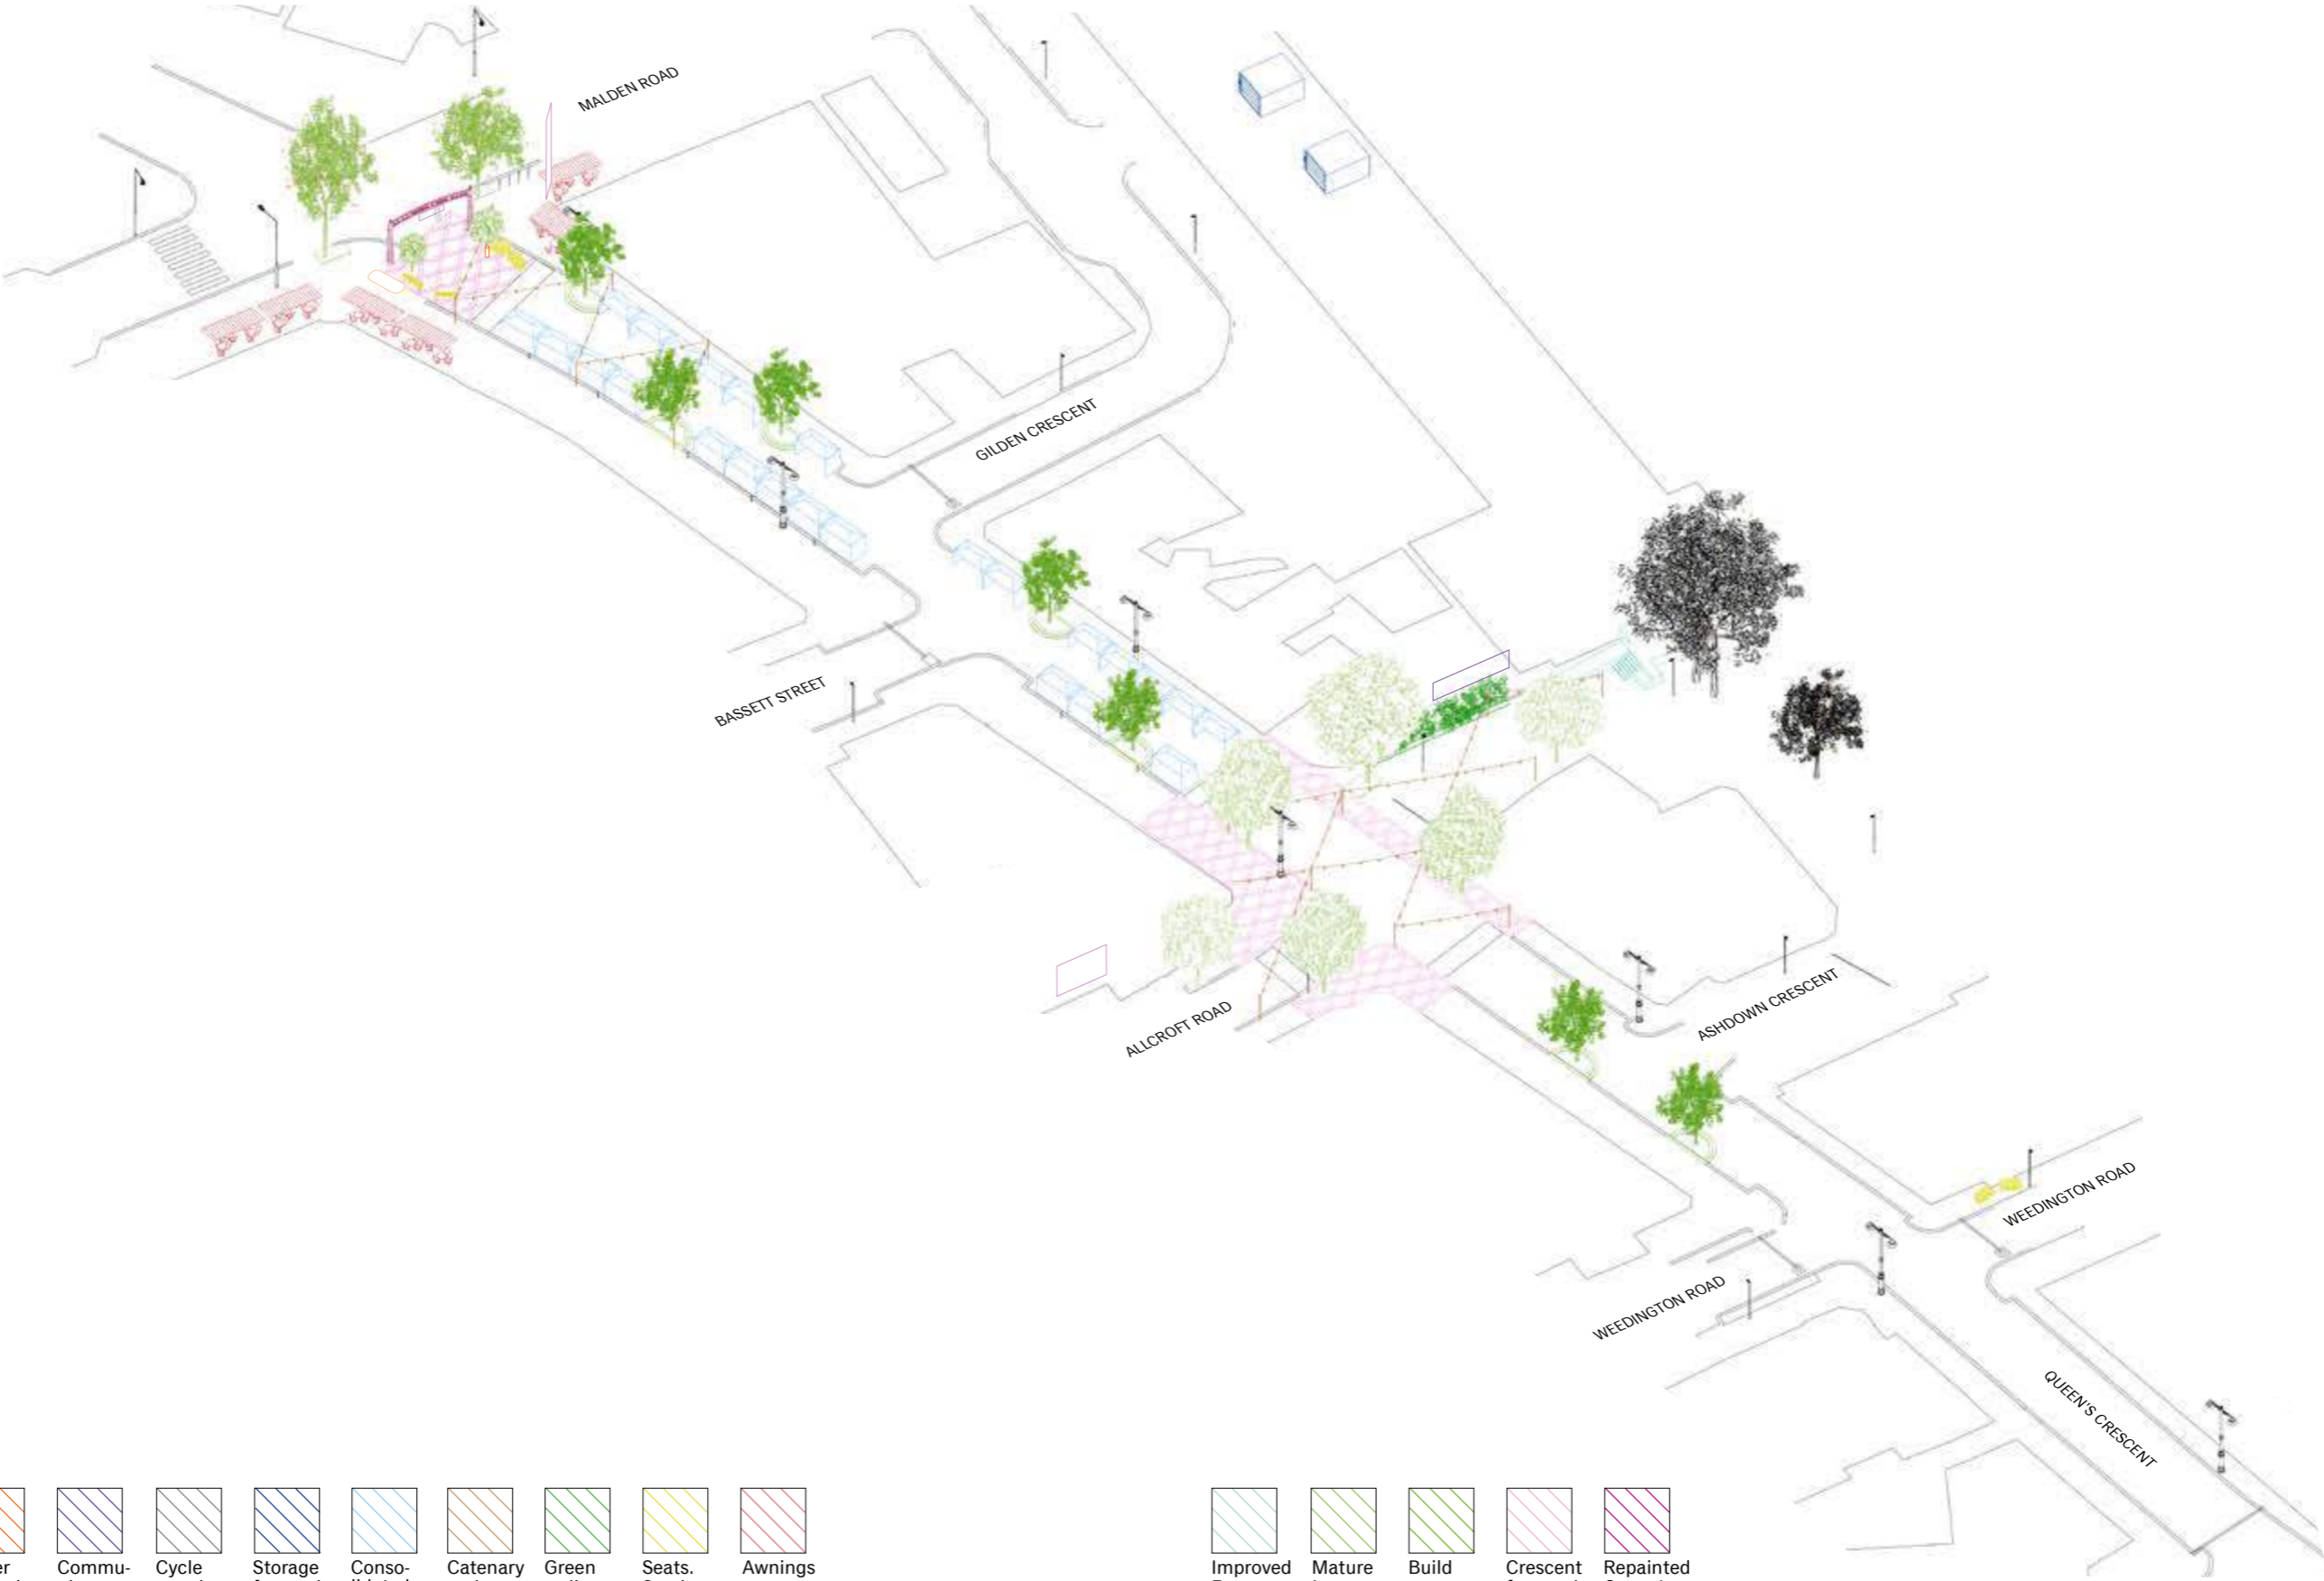 MALDEN ROAD
GILDEN CRESCENT
BASSETT STREET
ALLCROFT ROAD
ASHDOWN CRESCENT
WEEDINGTON ROAD
WEEDINGTON ROAD
QUEEN'S CRESCENT
Commu-
Cycle
Storage
Conso-
Catenary
Green
Seats.
Awnings
Improved
Mature
Build
Crescent
Repainted